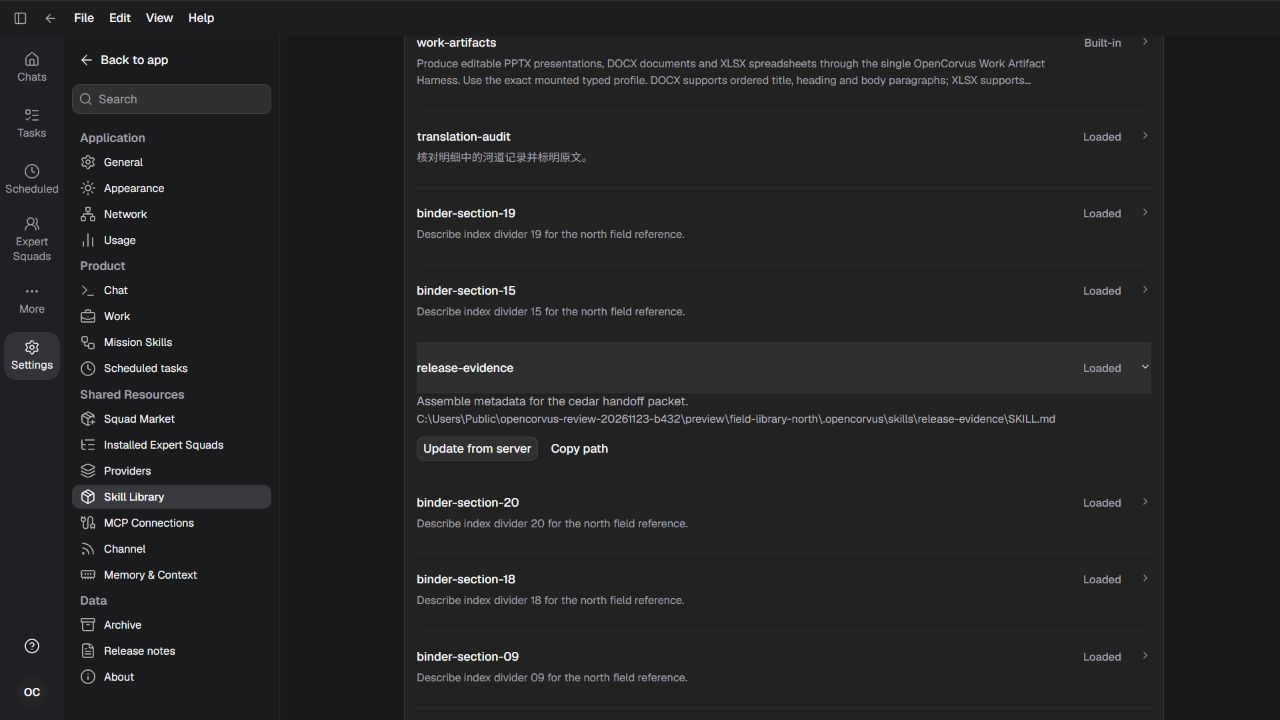 File Edit View Help
Chats
Tasks
Scheduled
Expert
Squads
More
Settings
OC
Back to app
Search
Application
General
Appearance
Network
Usage
Product
Chat
Work
Mission Skills
Scheduled tasks
Shared Resources
Squad Market
Installed Expert Squads
Providers
Skill Library
MCP Connections
Channel
Memory & Context
Data
Archive
Release notes
About
work-artifacts Built-in
Produce editable PPTX presentations, DOCX documents and XLSX spreadsheets through the single OpenCorvus Work Artifact
Harness. Use the exact mounted typed profile. DOCX supports ordered title, heading and body paragraphs; XLSX supports...
translation-audit Loaded
核对明细中的河道记录并标明原文。
binder-section-19 Loaded
Describe index divider 19 for the north field reference.
binder-section-15 Loaded
Describe index divider 15 for the north field reference.
release-evidence Loaded
Assemble metadata for the cedar handoff packet.
C:\Users\Public\opencorvus-review-20261123-b432\preview\field-library-north\.opencorvus\skills\release-evidence\SKILL.md
Update from server Copy path
binder-section-20 Loaded
Describe index divider 20 for the north field reference.
binder-section-18 Loaded
Describe index divider 18 for the north field reference.
binder-section-09 Loaded
Describe index divider 09 for the north field reference.